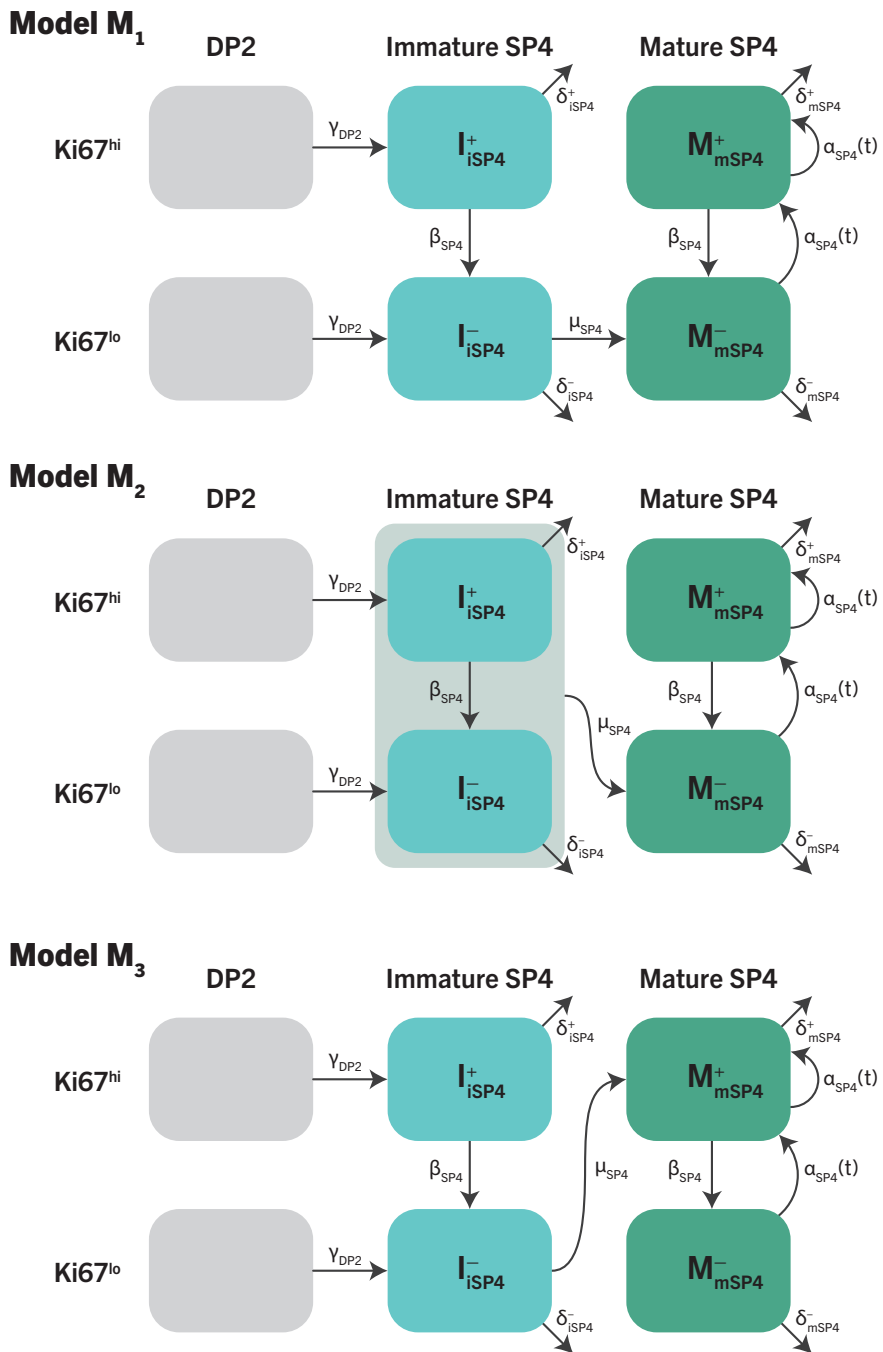 Model M₁
DP2 Immature SP4 Mature SP4
δ⁺iSP4 δ⁺mSP4
Ki67ʰⁱ γDP2 I⁺iSP4 M⁺mSP4 αSP4(t)
βSP4 βSP4 αSP4(t)
Ki67ˡᵒ γDP2 I⁻iSP4 μSP4 M⁻mSP4
δ⁻iSP4 δ⁻mSP4
Model M₂
DP2 Immature SP4 Mature SP4
δ⁺iSP4 δ⁺mSP4
Ki67ʰⁱ γDP2 I⁺iSP4 M⁺mSP4 αSP4(t)
βSP4 μSP4 βSP4 αSP4(t)
Ki67ˡᵒ γDP2 I⁻iSP4 M⁻mSP4
δ⁻iSP4 δ⁻mSP4
Model M₃
DP2 Immature SP4 Mature SP4
δ⁺iSP4 δ⁺mSP4
Ki67ʰⁱ γDP2 I⁺iSP4 M⁺mSP4 αSP4(t)
βSP4 μSP4 βSP4 αSP4(t)
Ki67ˡᵒ γDP2 I⁻iSP4 M⁻mSP4
δ⁻iSP4 δ⁻mSP4